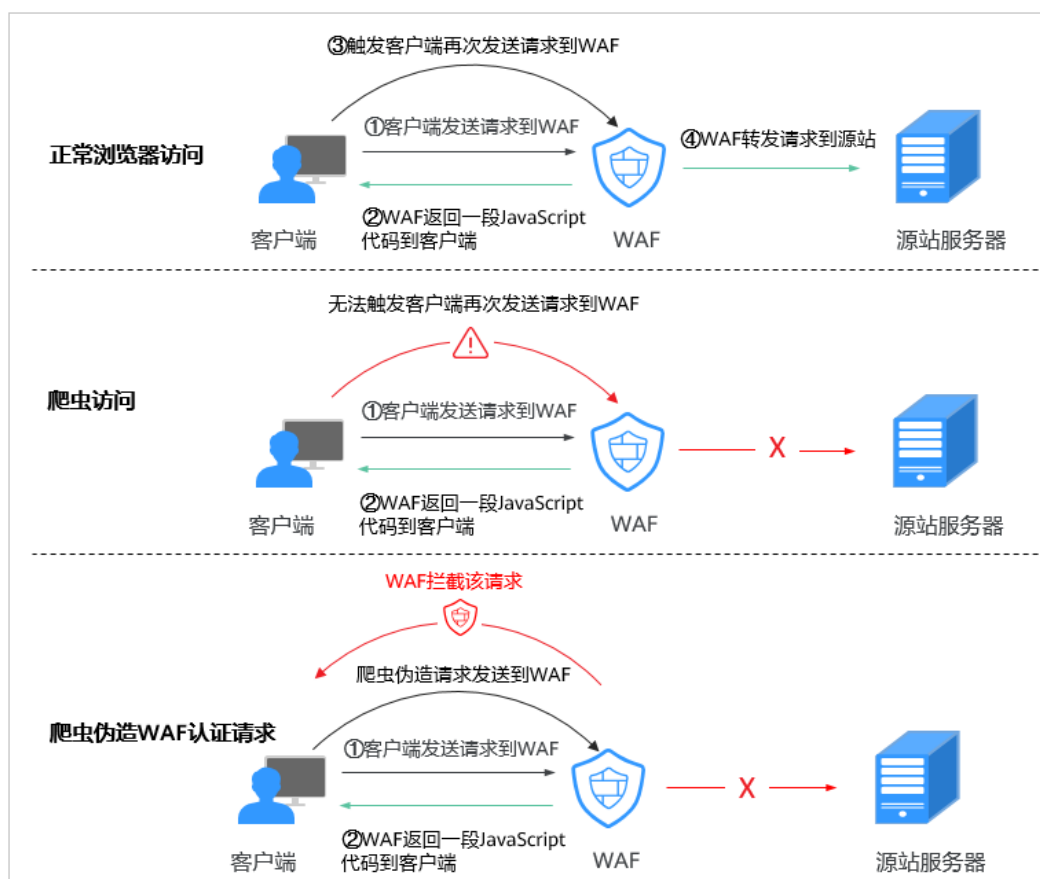 ③触发客户端再次发送请求到WAF
①客户端发送请求到WAF
④WAF转发请求到源站
正常浏览器访问
②WAF返回一段JavaScript
代码到客户端
客户端
WAF
源站服务器
无法触发客户端再次发送请求到WAF
爬虫访问
①客户端发送请求到WAF
X
②WAF返回一段JavaScript
代码到客户端
客户端
WAF
源站服务器
WAF拦截该请求
爬虫伪造请求发送到WAF
爬虫伪造WAF认证请求
①客户端发送请求到WAF
X
②WAF返回一段JavaScript
代码到客户端
客户端
WAF
源站服务器